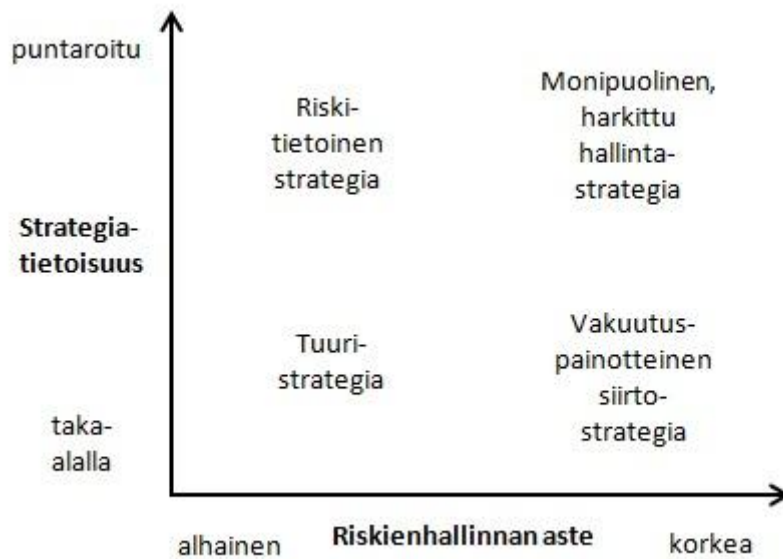 puntaroitu
Riski-
tietoinen
strategia
Monipuolinen,
harkittu
hallinta-
strategia
Strategia-
tietoisuus
Tuuri-
strategia
Vakuutus-
painotteinen
siirto-
strategia
taka-
alalla
alhainen
Riskienhallinnan aste
korkea